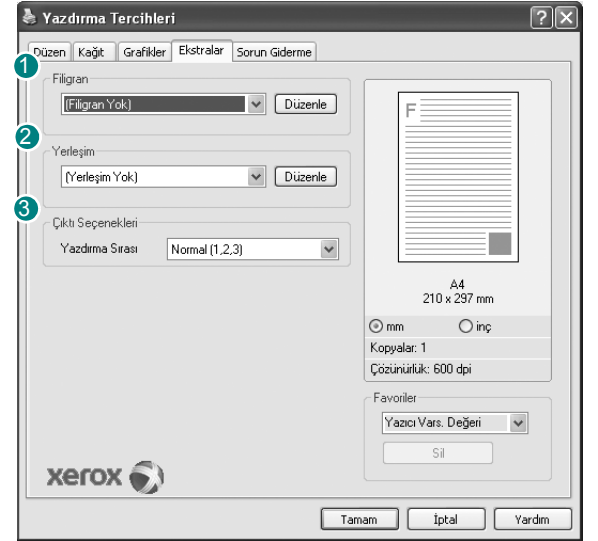 Yazdırma Tercihleri
Düzen Kağıt Grafikler Ekstralar Sorun Giderme
1
Filigran
(Filigran Yok) Düzenle
2
Yerleşim
(Yerleşim Yok) Düzenle
3
Çıktı Seçenekleri
Yazdırma Sırası Normal (1,2,3)
F
A4
210 x 297 mm
mm inç
Kopyalar: 1
Çözünürlük: 600 dpi
Favoriler
Yazıcı Vars. Değeri
Sil
xerox
Tamam İptal Yardım